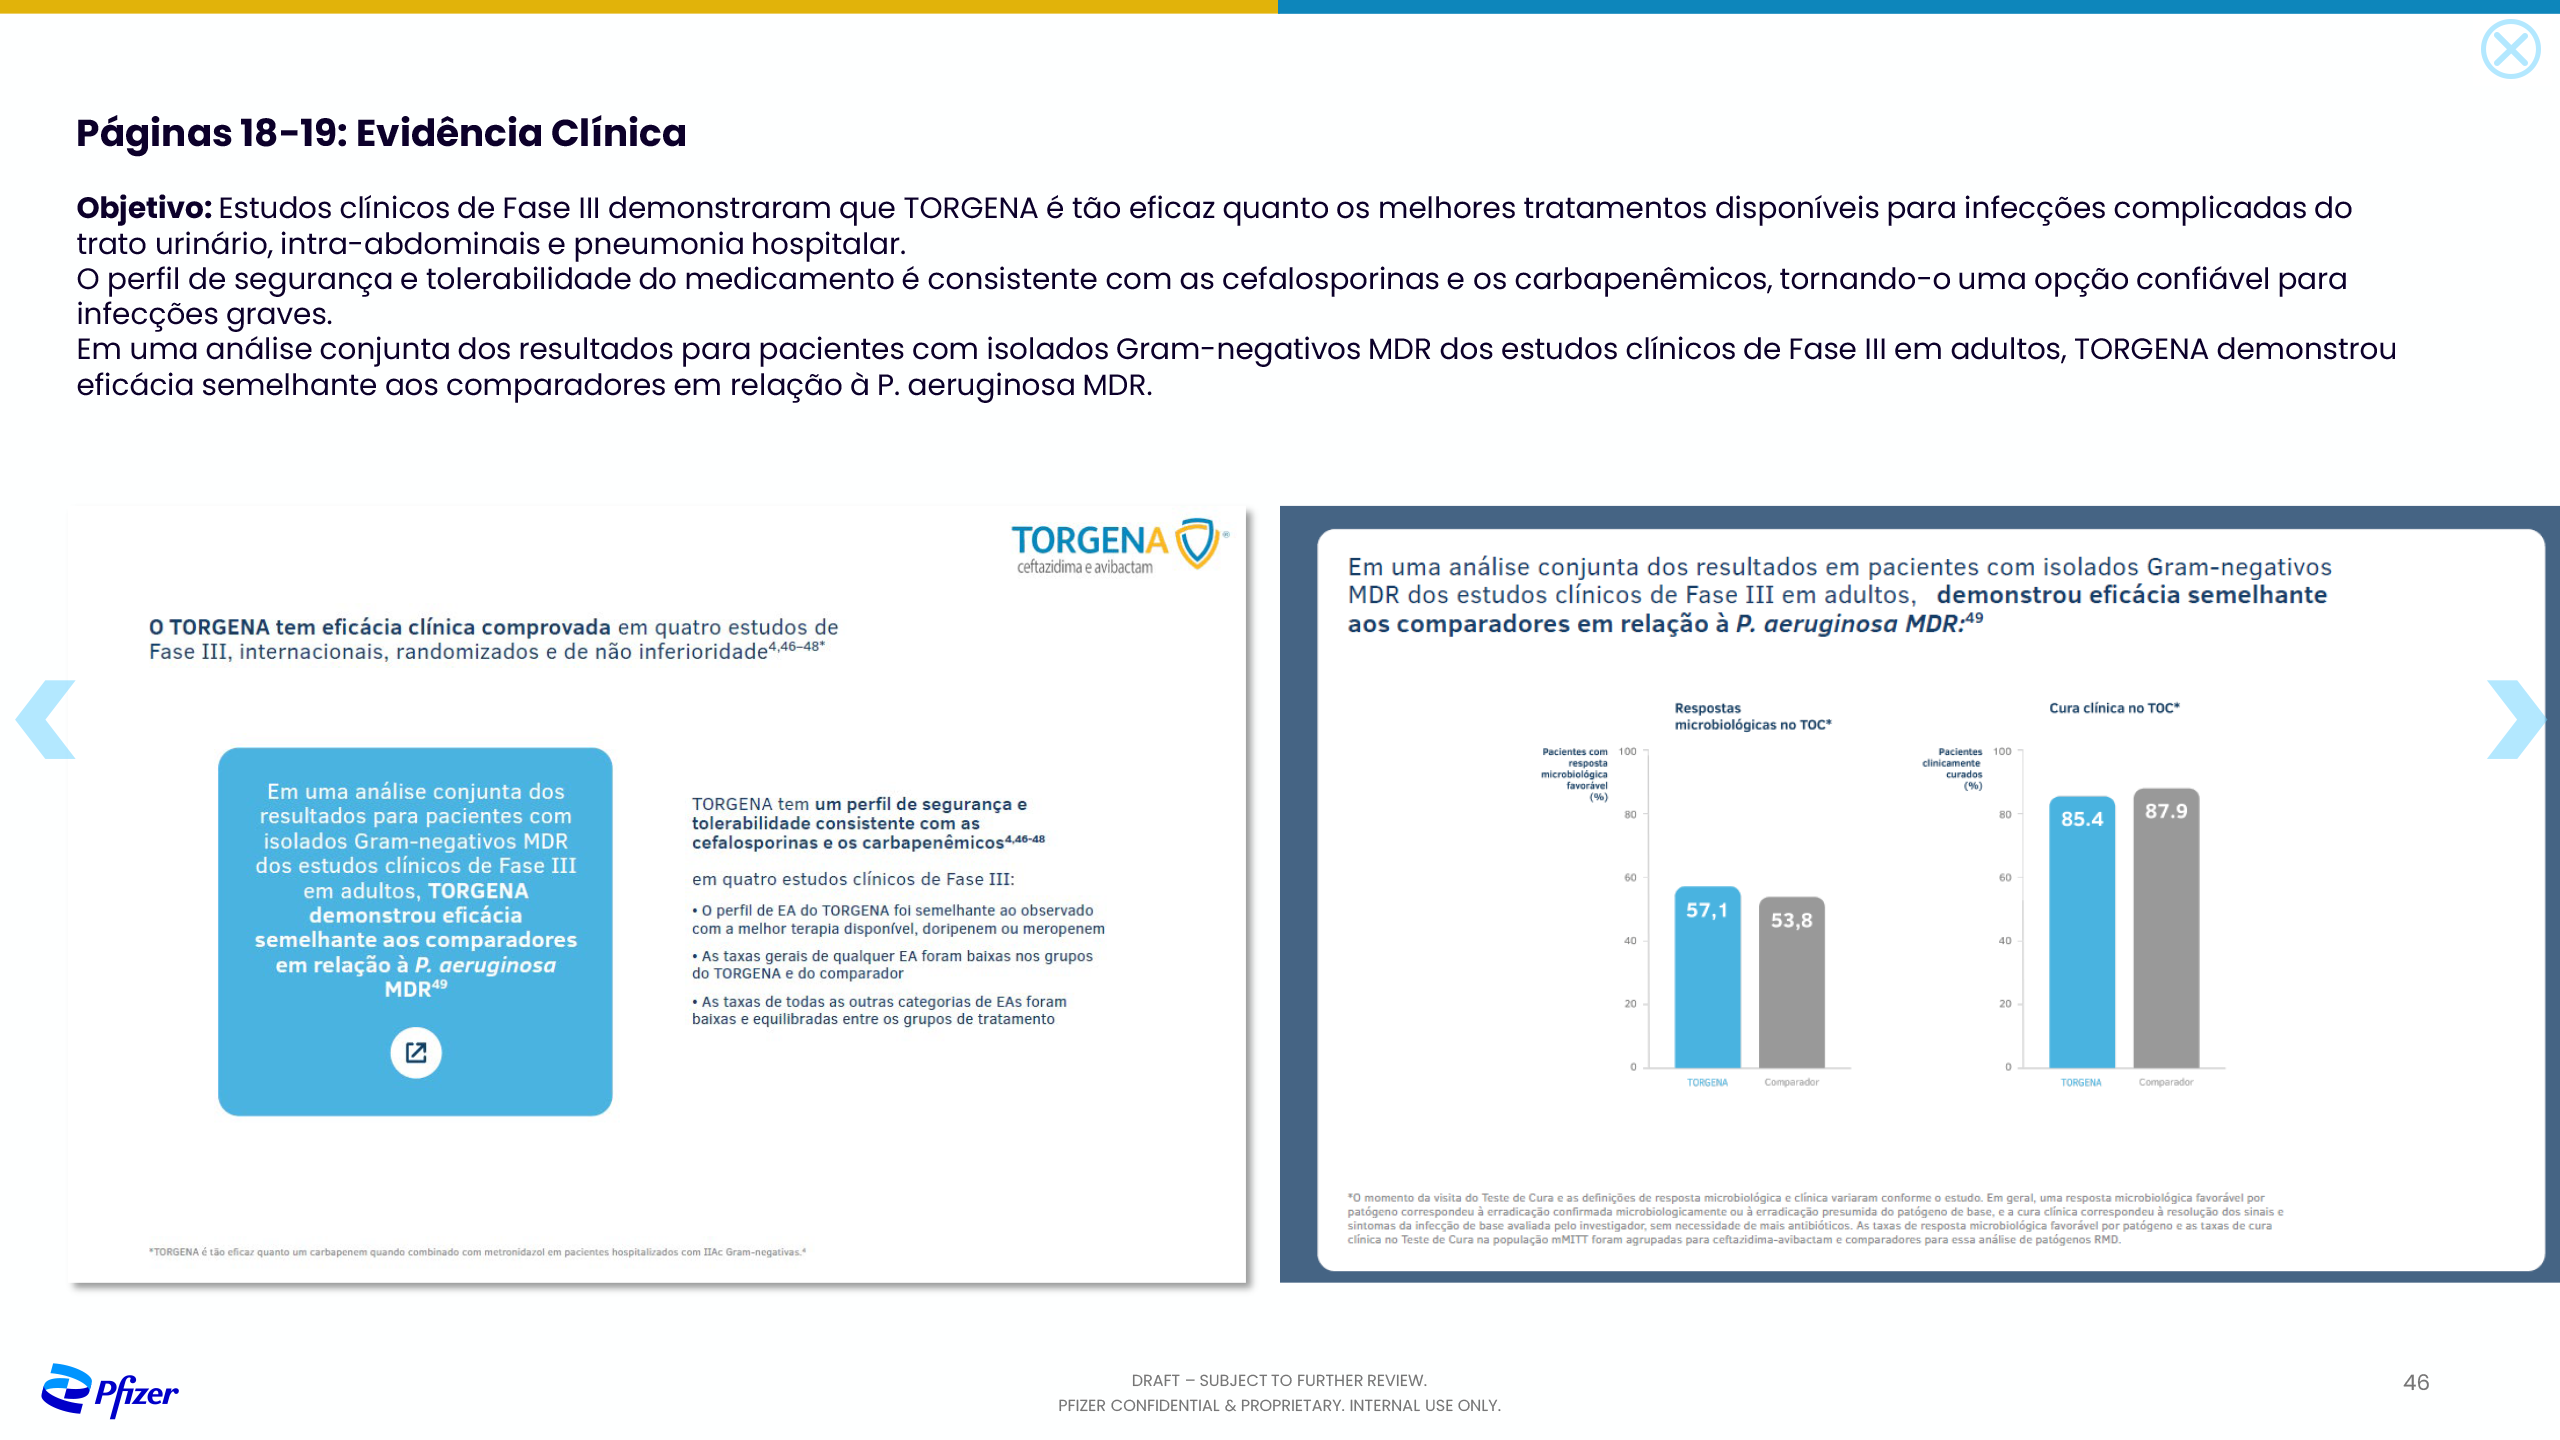 Páginas 18-19: Evidência Clínica
Objetivo: Estudos clínicos de Fase III demonstraram que TORGENA é tão eficaz quanto os melhores tratamentos disponíveis para infecções complicadas do
trato urinário, intra-abdominais e pneumonia hospitalar.
O perfil de segurança e tolerabilidade do medicamento é consistente com as cefalosporinas e os carbapenêmicos, tornando-o uma opção confiável para
infecções graves.
Em uma análise conjunta dos resultados para pacientes com isolados Gram-negativos MDR dos estudos clínicos de Fase III em adultos, TORGENA demonstrou
eficácia semelhante aos comparadores em relação à P. aeruginosa MDR.
TORGENA ®
ceftazidima e avibactam
O TORGENA tem eficácia clínica comprovada em quatro estudos de
Fase III, internacionais, randomizados e de não inferioridade4,46–48*
Em uma análise conjunta dos
resultados para pacientes com
isolados Gram-negativos MDR
dos estudos clínicos de Fase III
em adultos, TORGENA
demonstrou eficácia
semelhante aos comparadores
em relação à P. aeruginosa
MDR49
TORGENA tem um perfil de segurança e
tolerabilidade consistente com as
cefalosporinas e os carbapenêmicos4,46-48
em quatro estudos clínicos de Fase III:
• O perfil de EA do TORGENA foi semelhante ao observado
com a melhor terapia disponível, doripenem ou meropenem
• As taxas gerais de qualquer EA foram baixas nos grupos
do TORGENA e do comparador
• As taxas de todas as outras categorias de EAs foram
baixas e equilibradas entre os grupos de tratamento
*TORGENA é tão eficaz quanto um carbapenem quando combinado com metronidazol em pacientes hospitalizados com IIAc Gram-negativas.4
Em uma análise conjunta dos resultados em pacientes com isolados Gram-negativos
MDR dos estudos clínicos de Fase III em adultos, demonstrou eficácia semelhante
aos comparadores em relação à P. aeruginosa MDR:49
Respostas
microbiológicas no TOC*
Pacientes com
resposta
microbiológica
favorável
(%)
100
80
60
40
20
0
57,1
53,8
TORGENA
Comparador
Cura clínica no TOC*
Pacientes
clinicamente
curados
(%)
100
80
60
40
20
0
85.4
87.9
TORGENA
Comparador
*O momento da visita do Teste de Cura e as definições de resposta microbiológica e clínica variaram conforme o estudo. Em geral, uma resposta microbiológica favorável por
patógeno correspondeu à erradicação confirmada microbiologicamente ou à erradicação presumida do patógeno de base, e a cura clínica correspondeu à resolução dos sinais e
sintomas da infecção de base avaliada pelo investigador, sem necessidade de mais antibióticos. As taxas de resposta microbiológica favorável por patógeno e as taxas de cura
clínica no Teste de Cura na população mMITT foram agrupadas para ceftazidima-avibactam e comparadores para essa análise de patógenos RMD.
Pfizer
DRAFT – SUBJECT TO FURTHER REVIEW.
PFIZER CONFIDENTIAL & PROPRIETARY. INTERNAL USE ONLY.
46